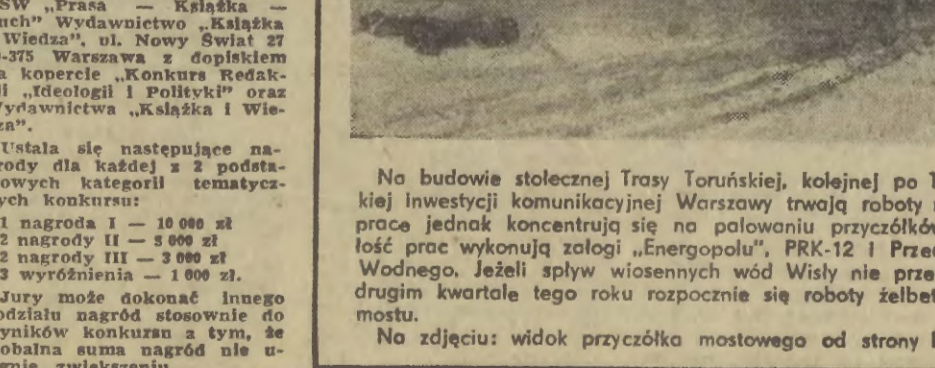 SW „Prasa — Książka —
uch” Wydawnictwo „Książka
Wiedza”, ul. Nowy Świat 27
-375 Warszawa z dopiskiem
a kopercie „Konkurs Redak-
ji „Ideologii i Polityki” oraz
ydawnictwa „Książka i Wie-
za”.
Ustala się następujące na-
rody dla każdej z 2 podsta-
owych kategorii tematycz-
ych konkursu:
1 nagroda I — 10 000 zł
2 nagrody II — 5 000 zł
2 nagrody III — 3 000 zł
3 wyróżnienia — 1 000 zł.
Jury może dokonać innego
odziału nagród stosownie do
yników konkursu a tym, że
obalna suma nagród nie u-
zwiększeniu
Na budowie stołecznej Trasy Toruńskiej, kolejnej po
kiej inwestycji komunikacyjnej Warszawy trwają roboty
prace jednak koncentrują się na palowaniu przyczółków
łość prac wykonują załogi „Energopolu”, PRK-12 i Przed
Wodnego. Jeżeli spływ wiosennych wód Wisły nie prze
drugim kwartale tego roku rozpocznie się roboty żelbet
mostu.
Na zdjęciu: widok przyczółka mostowego od strony